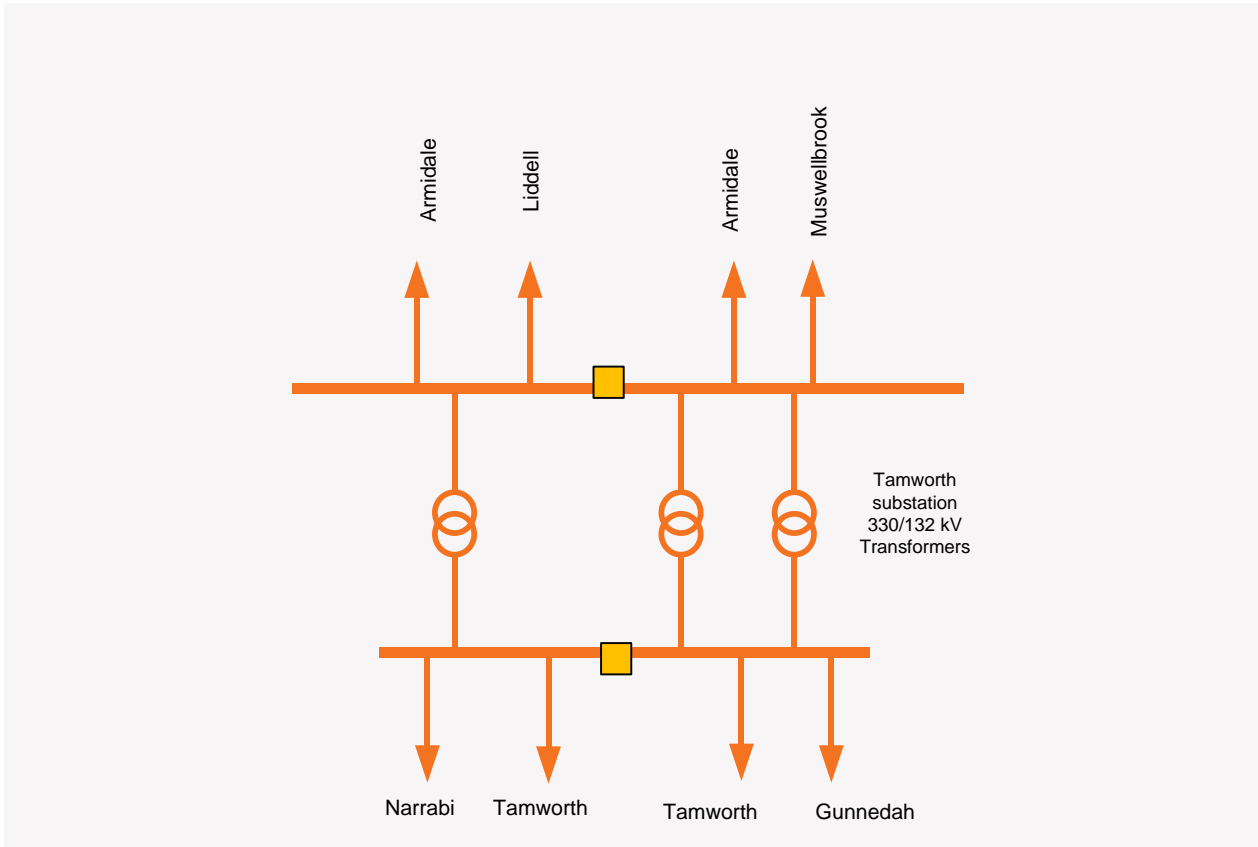 Armidale
Liddell
Armidale
Muswellbrook
Tamworth
substation
330/132 kV
Transformers
Narrabi
Tamworth
Tamworth
Gunnedah